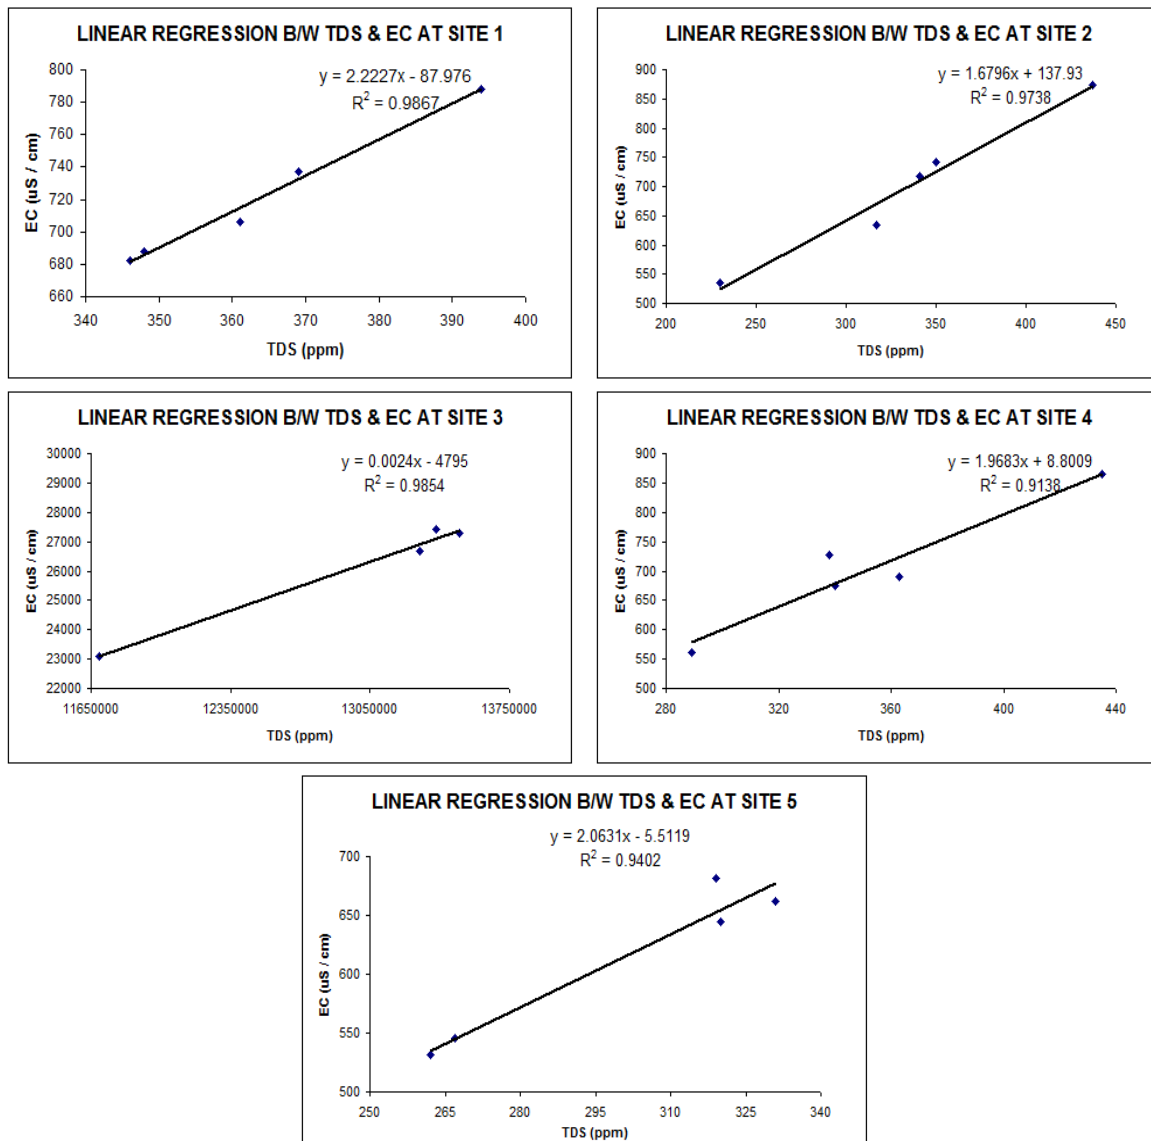 LINEAR REGRESSION B/W TDS & EC AT SITE 1
y = 2.2227x - 87.976
R² = 0.9867
EC (uS / cm)
800
780
760
740
720
700
680
660
340 350 360 370 380 390 400
TDS (ppm)
LINEAR REGRESSION B/W TDS & EC AT SITE 2
y = 1.6796x + 137.93
R² = 0.9738
EC (uS / cm)
900
850
800
750
700
650
600
550
500
200 250 300 350 400 450
TDS (ppm)
LINEAR REGRESSION B/W TDS & EC AT SITE 3
y = 0.0024x - 4795
R² = 0.9854
EC (uS / cm)
30000
29000
28000
27000
26000
25000
24000
23000
22000
11650000 12350000 13050000 13750000
TDS (ppm)
LINEAR REGRESSION B/W TDS & EC AT SITE 4
y = 1.9683x + 8.8009
R² = 0.9138
EC (uS / cm)
900
850
800
750
700
650
600
550
500
280 320 360 400 440
TDS (ppm)
LINEAR REGRESSION B/W TDS & EC AT SITE 5
y = 2.0631x - 5.5119
R² = 0.9402
EC (uS / cm)
700
650
600
550
500
250 265 280 295 310 325 340
TDS (ppm)